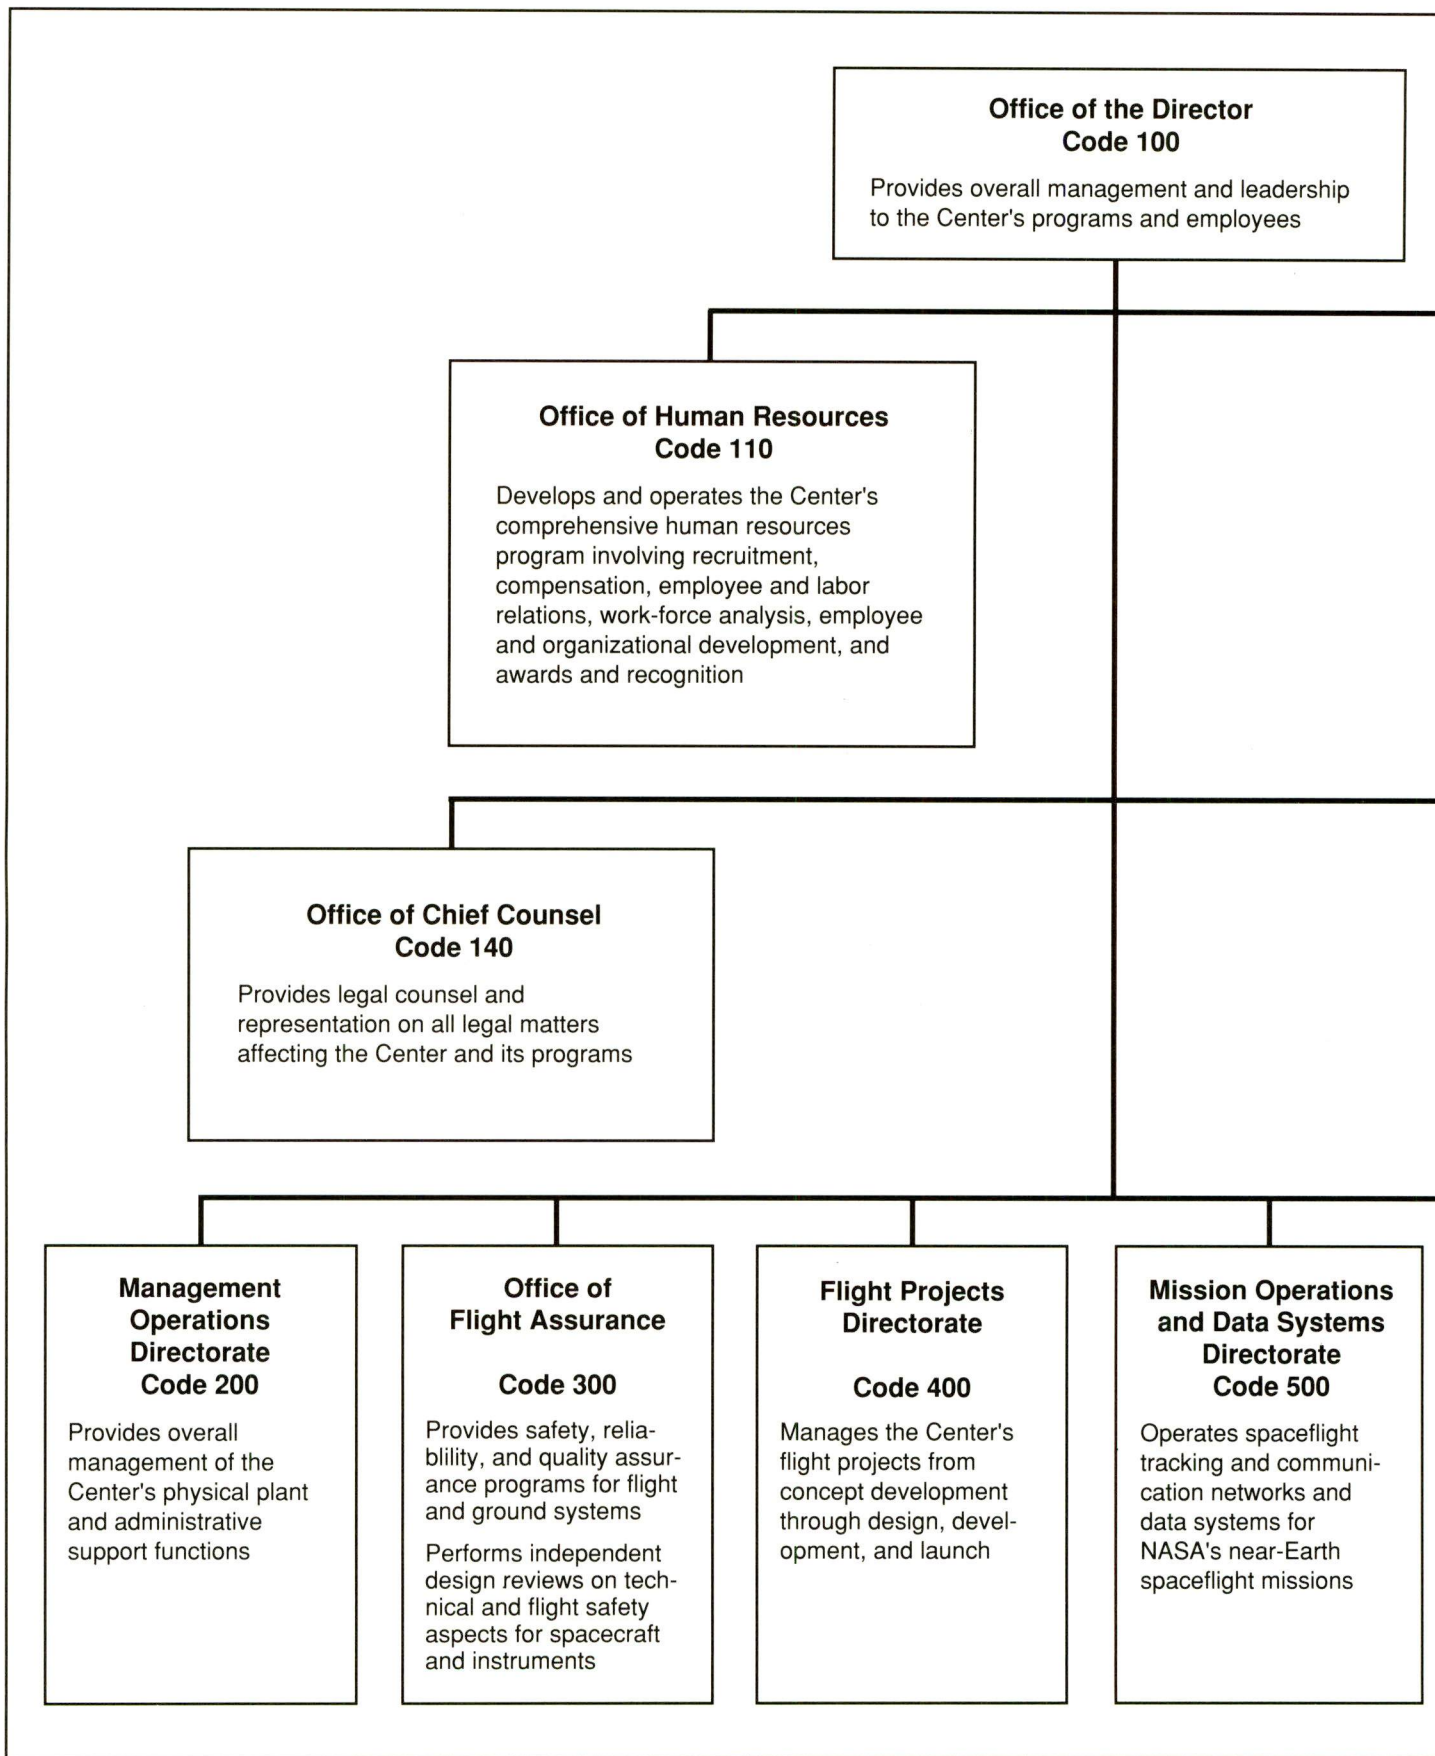 Office of the Director
Code 100
Provides overall management and leadership
to the Center's programs and employees
Office of Human Resources
Code 110
Develops and operates the Center's
comprehensive human resources
program involving recruitment,
compensation, employee and labor
relations, work-force analysis, employee
and organizational development, and
awards and recognition
Office of Chief Counsel
Code 140
Provides legal counsel and
representation on all legal matters
affecting the Center and its programs
Management
Operations
Directorate
Code 200
Provides overall
management of the
Center's physical plant
and administrative
support functions
Office of
Flight Assurance
Code 300
Provides safety, relia-
blility, and quality assur-
ance programs for flight
and ground systems
Performs independent
design reviews on tech-
nical and flight safety
aspects for spacecraft
and instruments
Flight Projects
Directorate
Code 400
Manages the Center's
flight projects from
concept development
through design, devel-
opment, and launch
Mission Operations
and Data Systems
Directorate
Code 500
Operates spaceflight
tracking and communi-
cation networks and
data systems for
NASA's near-Earth
spaceflight missions